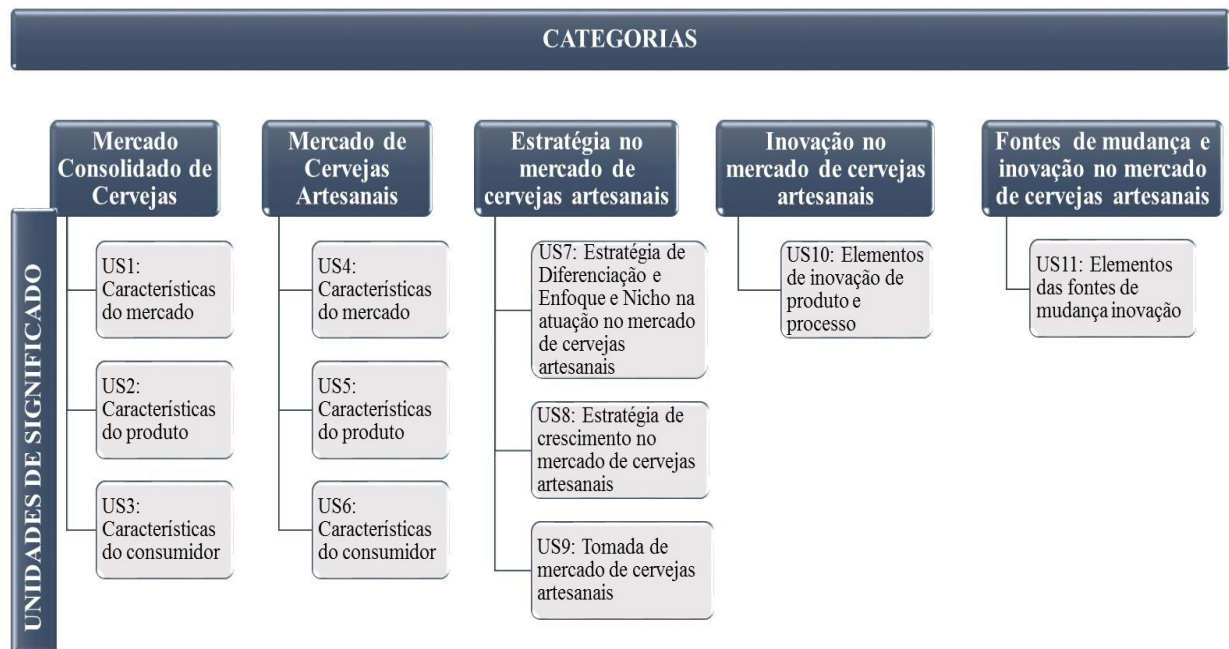 CATEGORIAS
UNIDADES DE SIGNIFICADO
Mercado
Consolidado de
Cervejas
US1:
Características
do mercado
US2:
Características
do produto
US3:
Características
do consumidor
Mercado de
Cervejas
Artesanais
US4:
Características
do mercado
US5:
Características
do produto
US6:
Características
do consumidor
Estratégia no
mercado de
cervejas artesanais
US7: Estratégia de
Diferenciação e
Enfoque e Nicho na
atuação no mercado
de cervejas
artesanais
US8: Estratégia de
crescimento no
mercado de cervejas
artesanais
US9: Tomada de
mercado de cervejas
artesanais
Inovação no
mercado de cervejas
artesanais
US10: Elementos
de inovação de
produto e
processo
Fontes de mudança e
inovação no mercado
de cervejas artesanais
US11: Elementos
das fontes de
mudança inovação